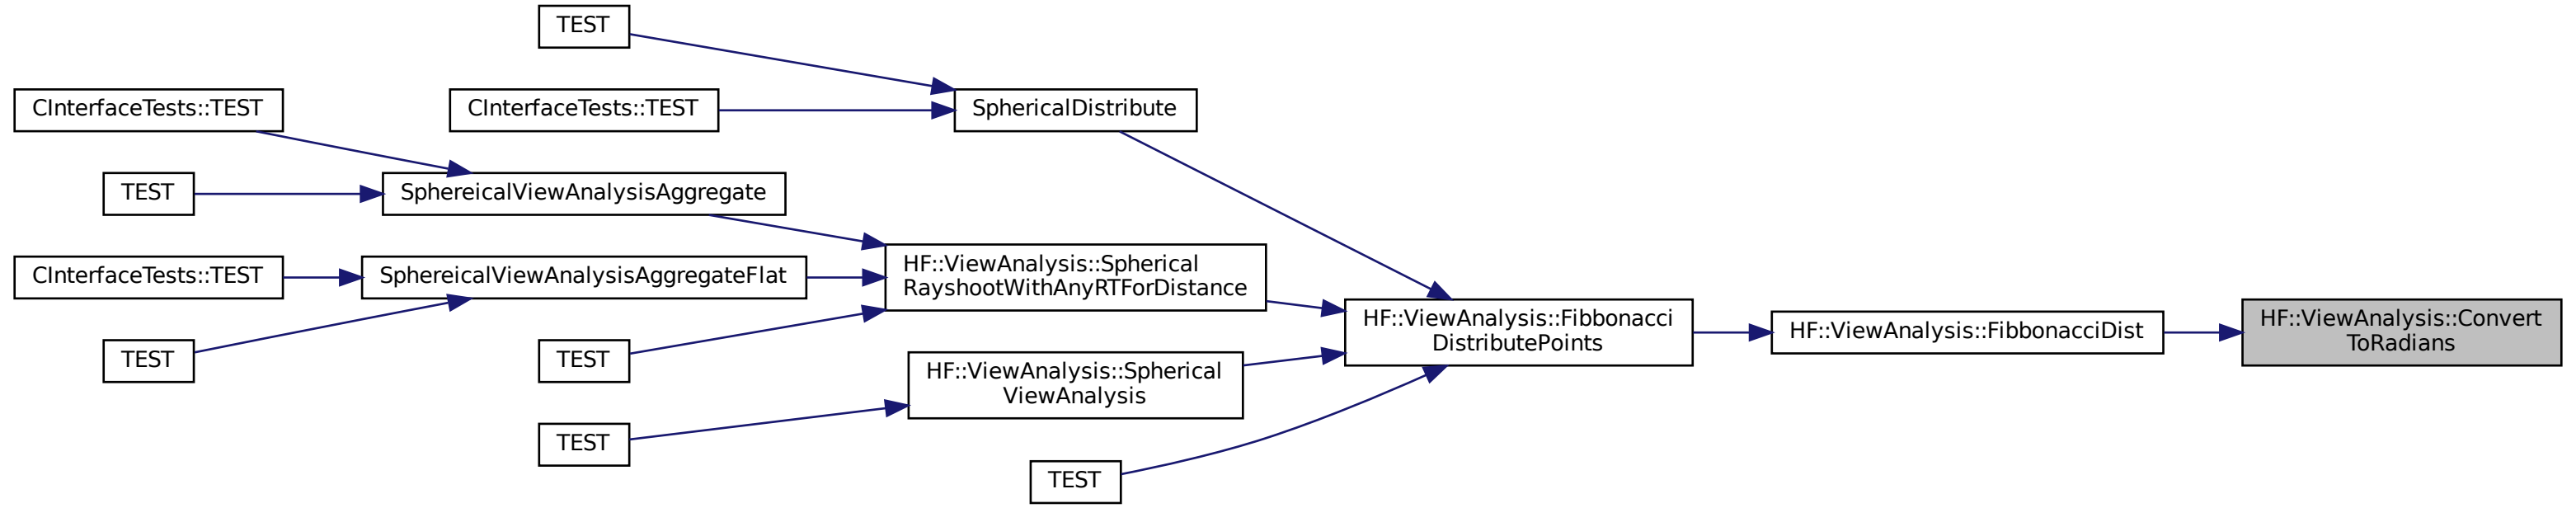 TEST
CInterfaceTests::TEST
CInterfaceTests::TEST
SphericalDistribute
TEST
SphereicalViewAnalysisAggregate
CInterfaceTests::TEST
SphereicalViewAnalysisAggregateFlat
HF::ViewAnalysis::Spherical
RayshootWithAnyRTForDistance
TEST
TEST
HF::ViewAnalysis::Spherical
ViewAnalysis
HF::ViewAnalysis::Fibbonacci
DistributePoints
HF::ViewAnalysis::FibbonacciDist
HF::ViewAnalysis::Convert
ToRadians
TEST
TEST